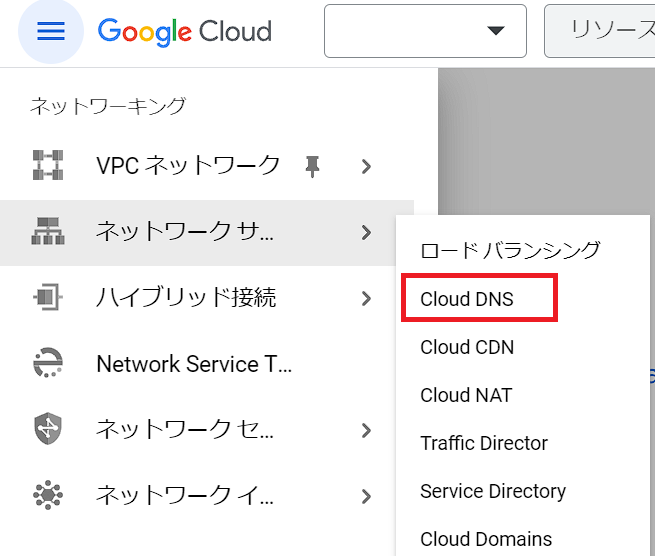 Google Cloud
リソース
ネットワーキング
VPC ネットワーク
ネットワーク サ...
ロード バランシング
Cloud DNS
ハイブリッド接続
Cloud CDN
Network Service T...
Cloud NAT
ネットワーク セ...
Traffic Director
ネットワーク イ...
Service Directory
Cloud Domains